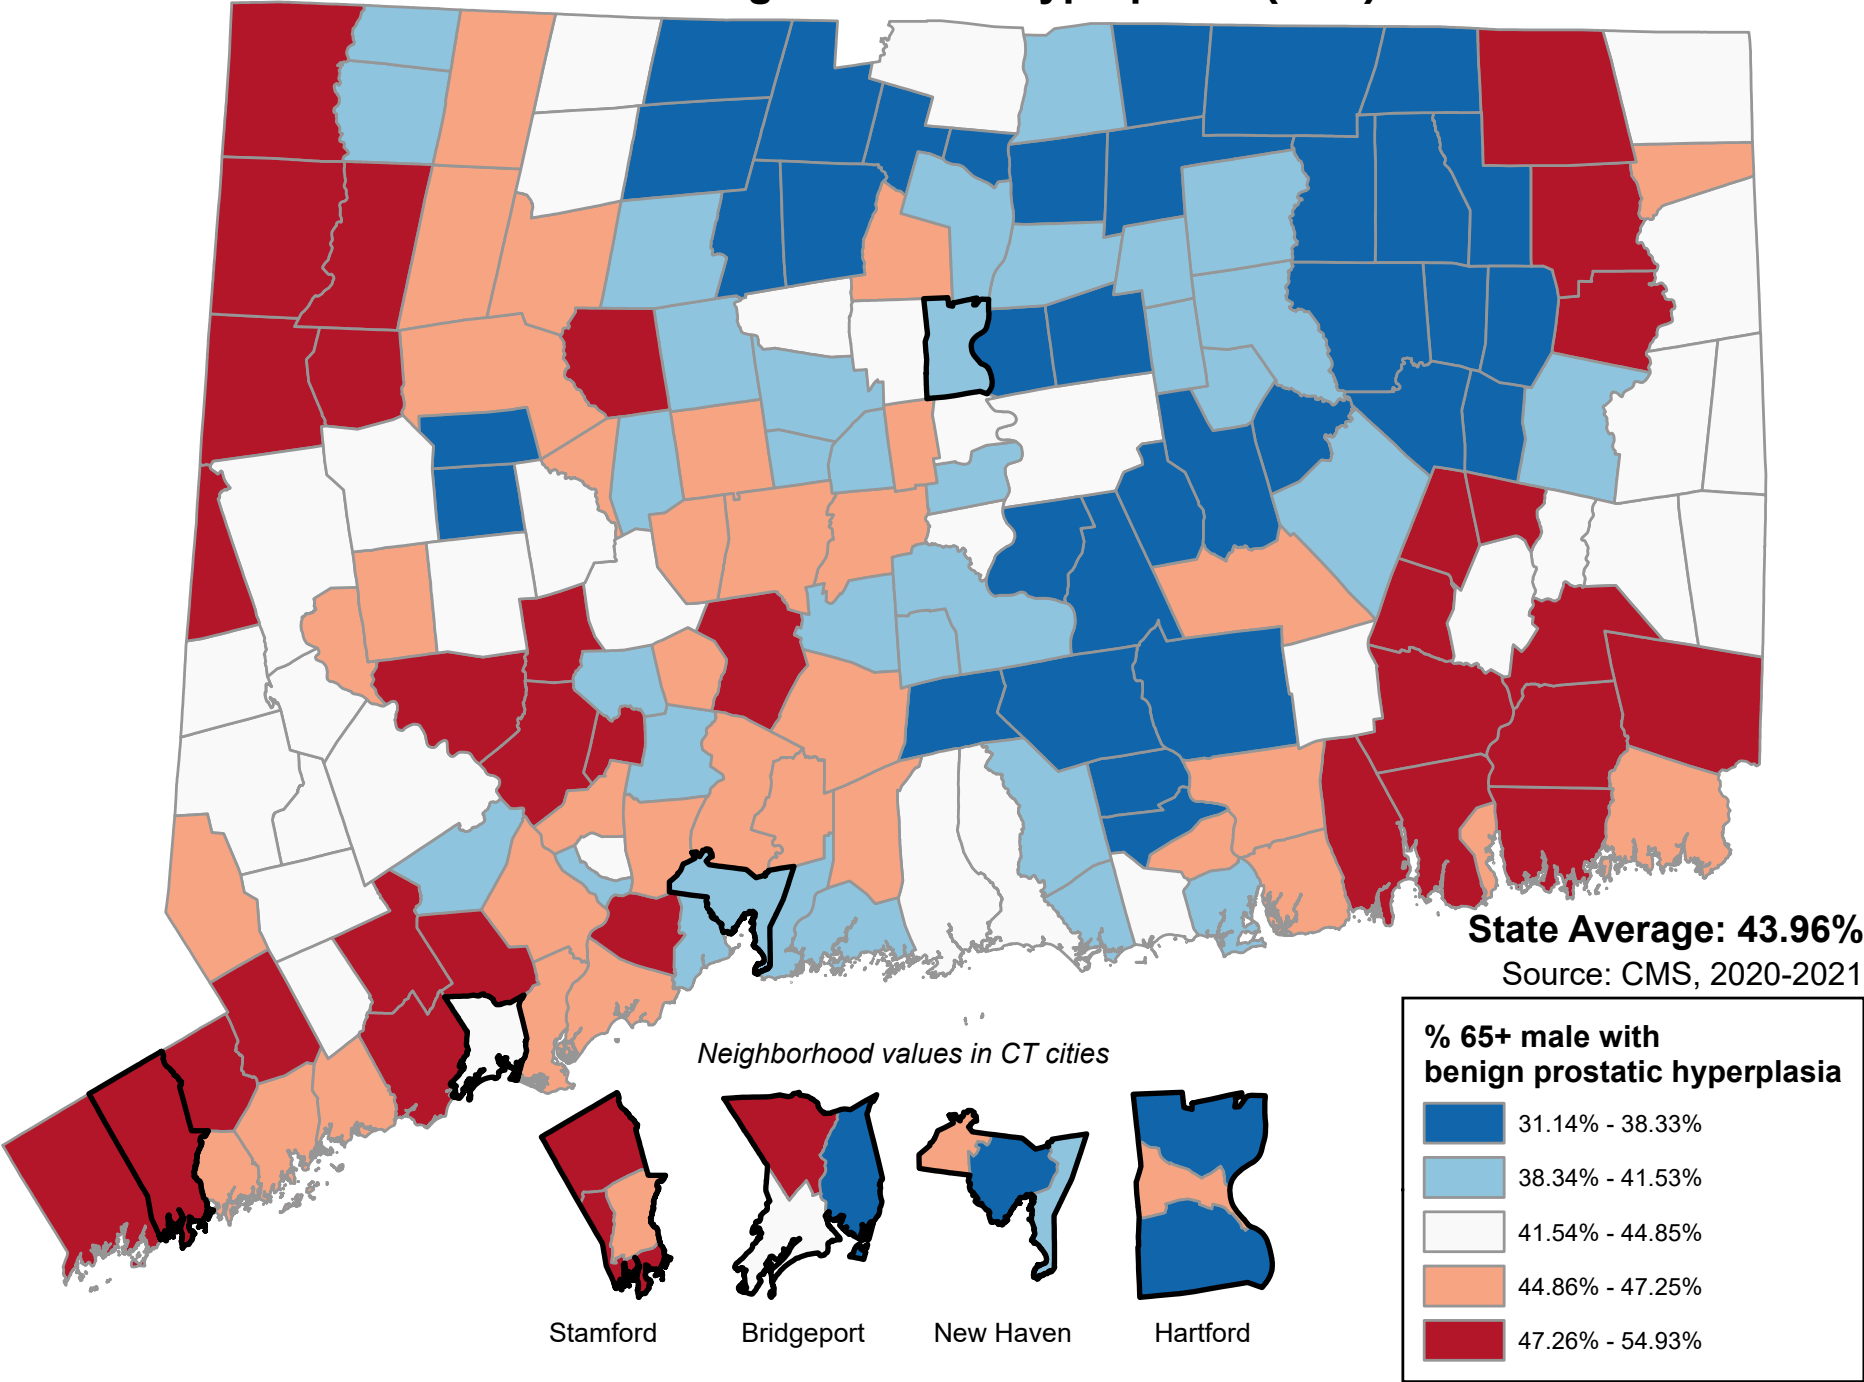 State Average: 43.96%
Source: CMS, 2020-2021
% 65+ male with
benign prostatic hyperplasia
31.14% - 38.33%
38.34% - 41.53%
41.54% - 44.85%
44.86% - 47.25%
47.26% - 54.93%
Neighborhood values in CT cities
Stamford
Bridgeport
New Haven
Hartford